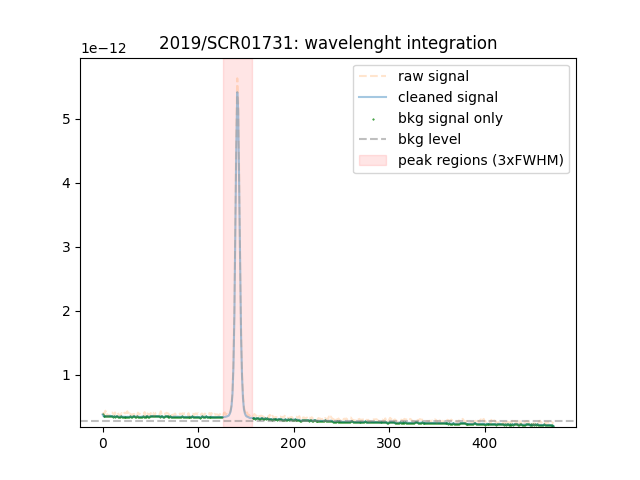 2019/SCR01731: wavelenght integration
1e−12
raw signal
cleaned signal
bkg signal only
bkg level
peak regions (3xFWHM)
5
4
3
2
1
0 100 200 300 400